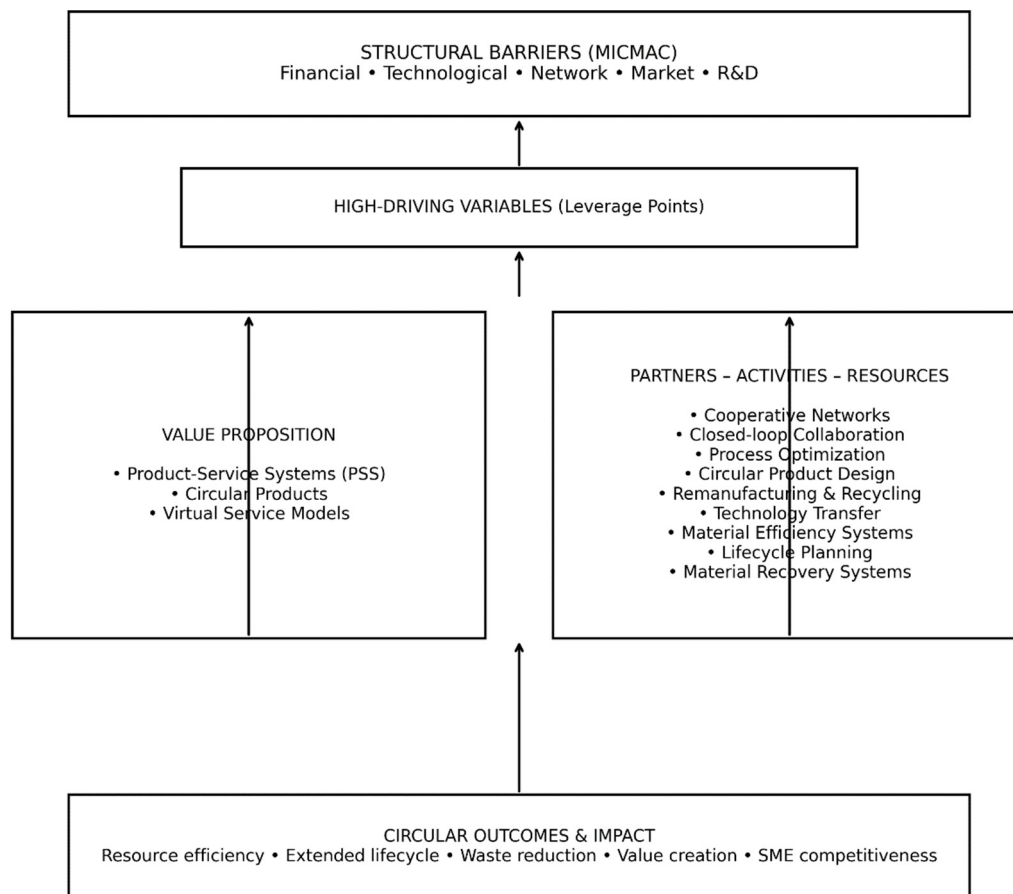 STRUCTURAL BARRIERS (MICMAC)
Financial • Technological • Network • Market • R&D
HIGH-DRIVING VARIABLES (Leverage Points)
VALUE PROPOSITION
• Product-Service Systems (PSS)
• Circular Products
• Virtual Service Models
PARTNERS – ACTIVITIES – RESOURCES
• Cooperative Networks
• Closed-loop Collaboration
• Process Optimization
• Circular Product Design
• Remanufacturing & Recycling
• Technology Transfer
• Material Efficiency Systems
• Lifecycle Planning
• Material Recovery Systems
CIRCULAR OUTCOMES & IMPACT
Resource efficiency • Extended lifecycle • Waste reduction • Value creation • SME competitiveness